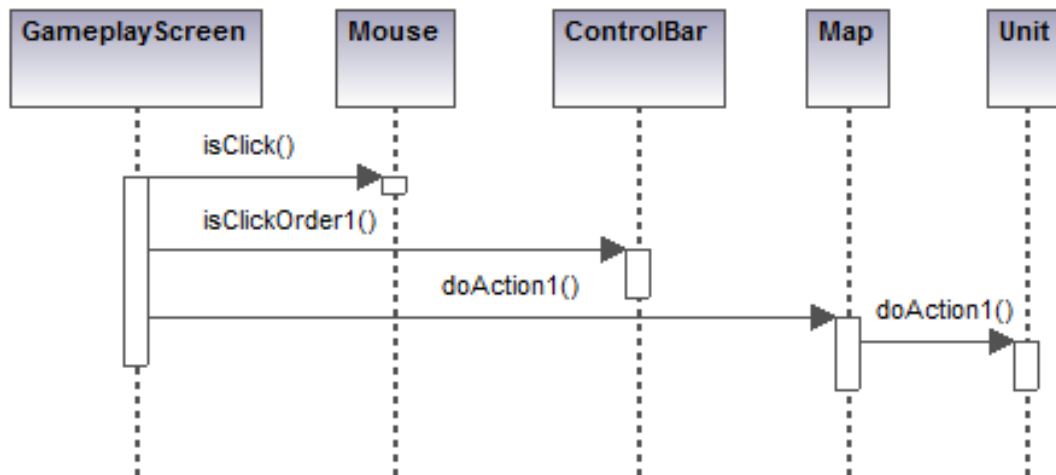 GameplayScreen
Mouse
ControlBar
Map
Unit
isClick()
isClickOrder1()
doAction1()
doAction1()